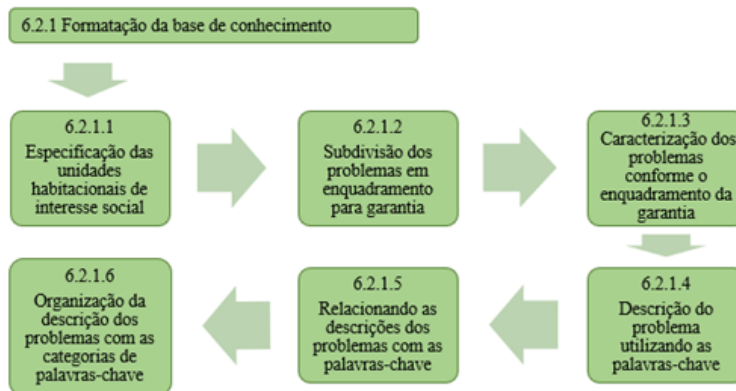 6.2.1 Formatação da base de conhecimento
6.2.1.1
Especificação das
unidades
habitacionais de
interesse social
6.2.1.2
Subdivisão dos
problemas em
enquadramento
para garantia
6.2.1.3
Caracterização dos
problemas
conforme o
enquadramento da
garantia
6.2.1.4
Descrição do
problema
utilizando as
palavras-chave
6.2.1.5
Relacionando as
descrições dos
problemas com as
palavras-chave
6.2.1.6
Organização da
descrição dos
problemas com as
categorias de
palavras-chave